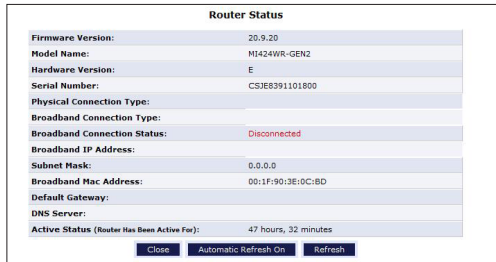 Router Status
Firmware Version: 20.9.20
Model Name: MI424WR-GEN2
Hardware Version: E
Serial Number: CSJE8391101800
Physical Connection Type:
Broadband Connection Type:
Broadband Connection Status: Disconnected
Broadband IP Address:
Subnet Mask: 0.0.0.0
Broadband Mac Address: 00:1F:90:3E:0C:BD
Default Gateway:
DNS Server:
Active Status (Router Has Been Active For): 47 hours, 32 minutes
Close Automatic Refresh On Refresh